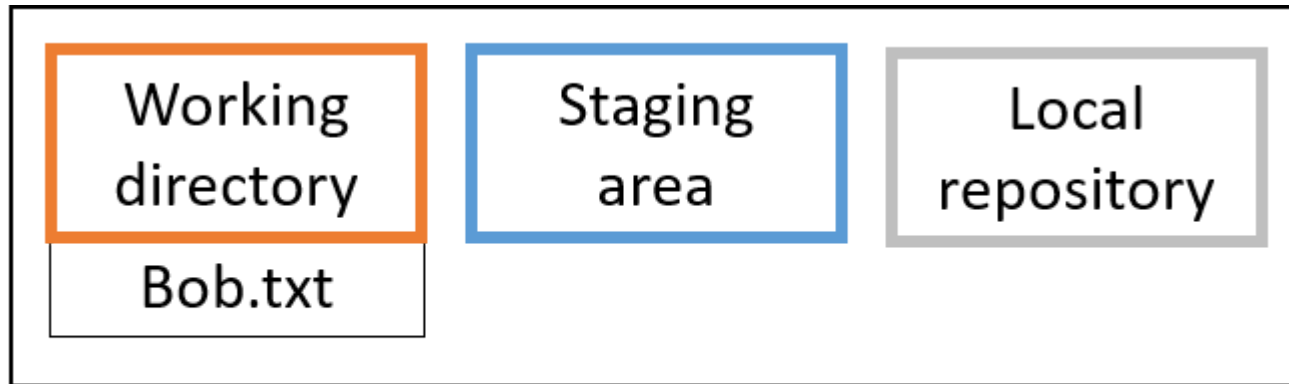 Working
directory
Staging
area
Local
repository
Bob.txt